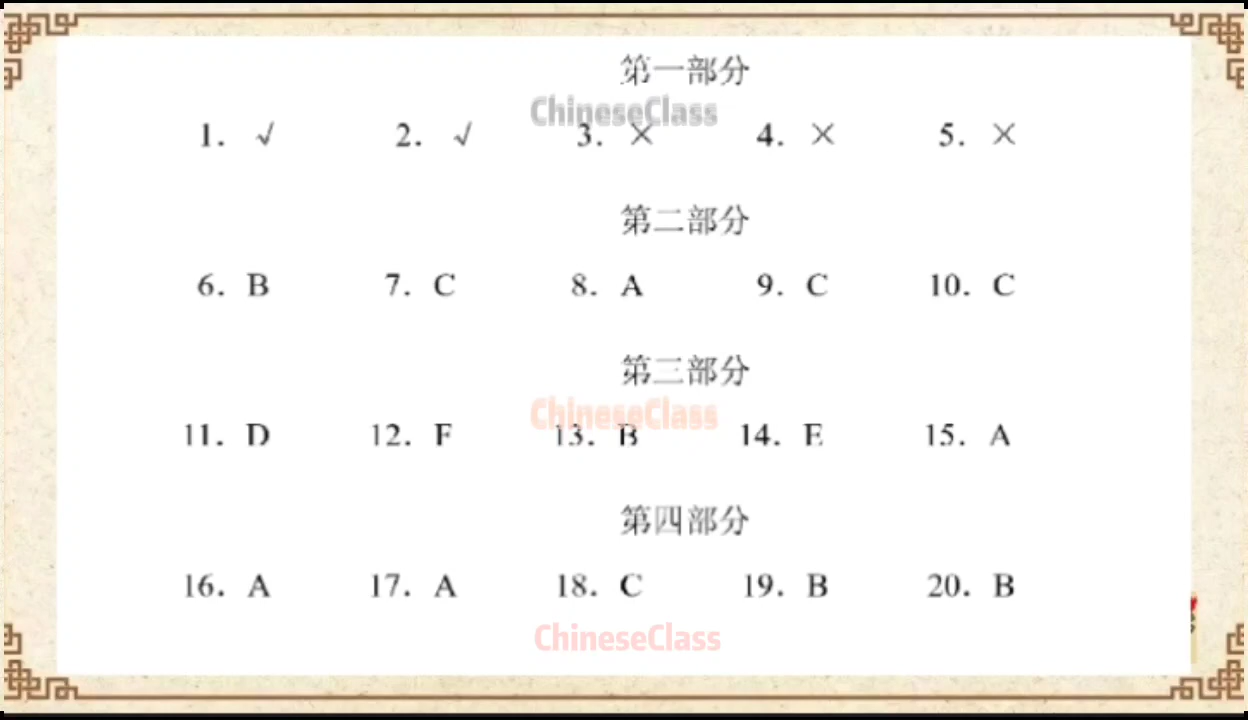 第一部分
ChineseClass
1. √ 2. √ 3. × 4. × 5. ×
第二部分
6. B 7. C 8. A 9. C 10. C
第三部分
ChineseClass
11. D 12. F 13. B 14. E 15. A
第四部分
16. A 17. A 18. C 19. B 20. B
ChineseClass